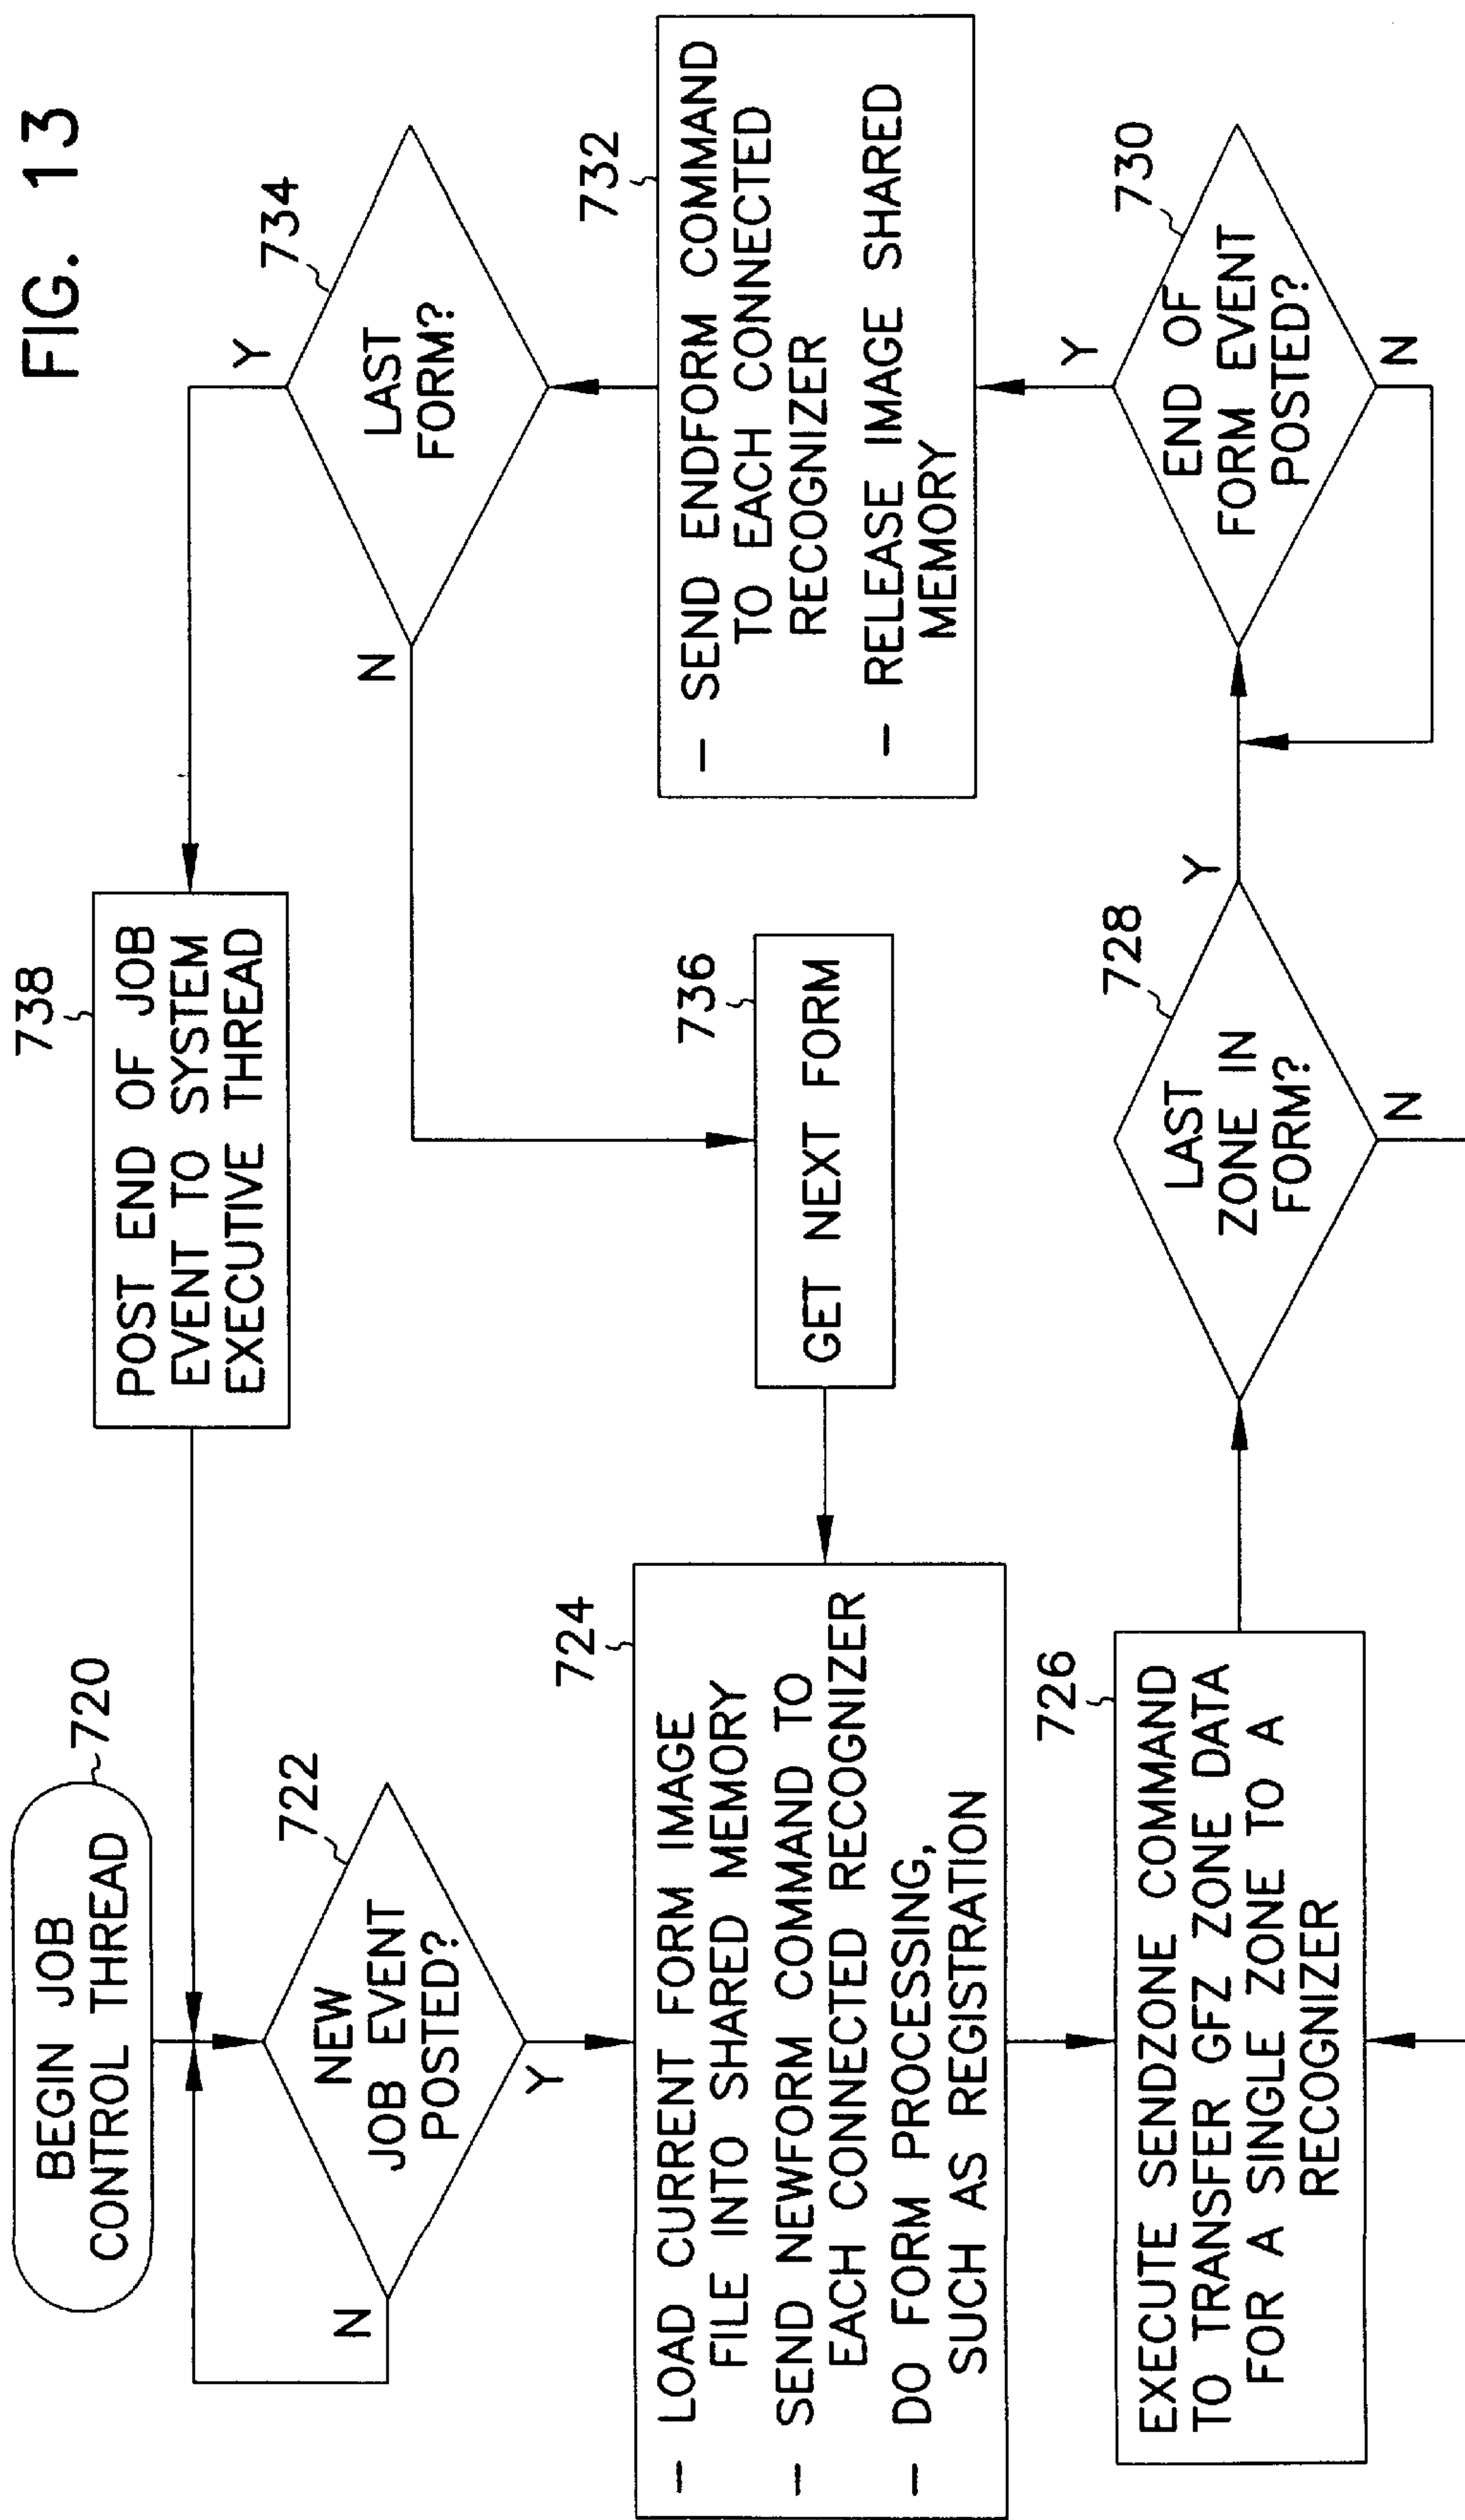 FIG. 13
BEGIN JOB
CONTROL THREAD
720
NEW
JOB EVENT
POSTED?
722
N
Y
- LOAD CURRENT FORM IMAGE
FILE INTO SHARED MEMORY
- SEND NEWFORM COMMAND TO
EACH CONNECTED RECOGNIZER
- DO FORM PROCESSING,
SUCH AS REGISTRATION
724
EXECUTE SENDZONE COMMAND
TO TRANSFER GFZ ZONE DATA
FOR A SINGLE ZONE TO A
RECOGNIZER
726
LAST
ZONE IN
FORM?
728
Y
N
END OF
FORM EVENT
POSTED?
730
Y
N
- SEND ENDFORM COMMAND
TO EACH CONNECTED
RECOGNIZER
- RELEASE IMAGE SHARED
MEMORY
732
LAST
FORM?
734
Y
N
GET NEXT FORM
736
POST END OF JOB
EVENT TO SYSTEM
EXECUTIVE THREAD
738